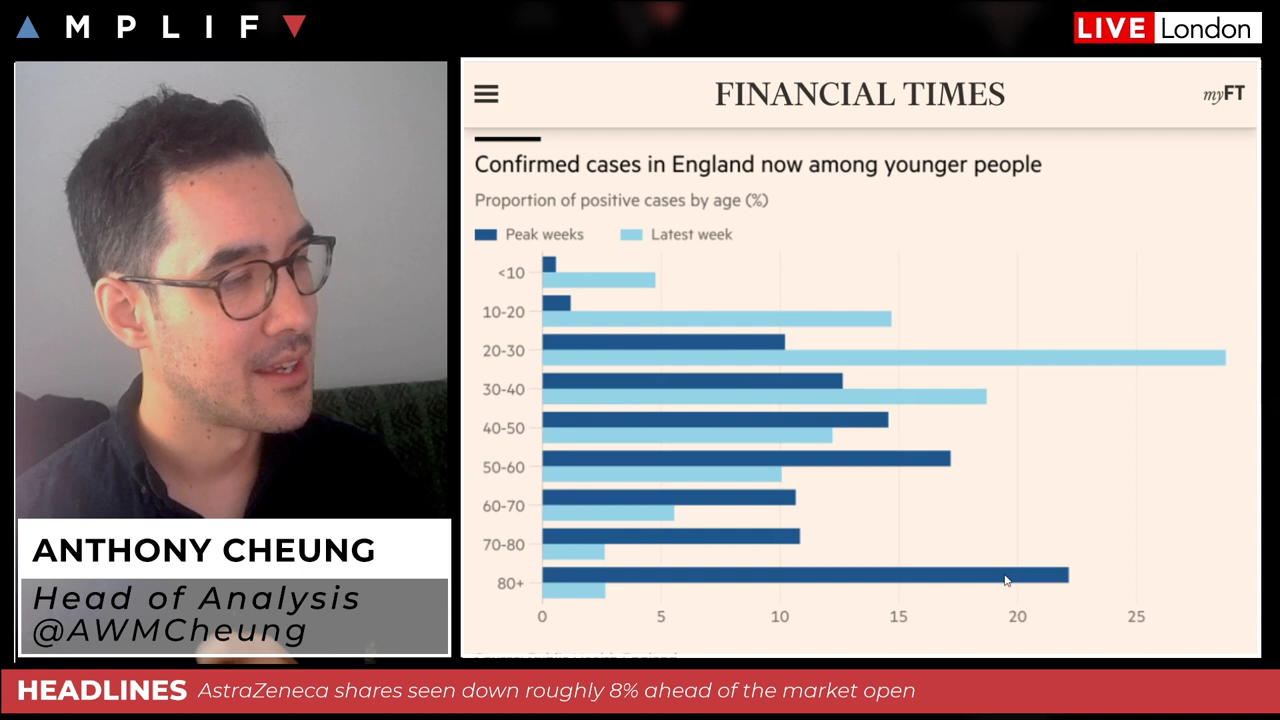 AMPLIFY
LIVE London
FINANCIAL TIMES
myFT
Confirmed cases in England now among younger people
Proportion of positive cases by age (%)
Peak weeks
Latest week
<10
10-20
20-30
30-40
40-50
50-60
60-70
70-80
80+
0 5 10 15 20 25
ANTHONY CHEUNG
Head of Analysis
@AWMCheung
HEADLINES AstraZeneca shares seen down roughly 8% ahead of the market open